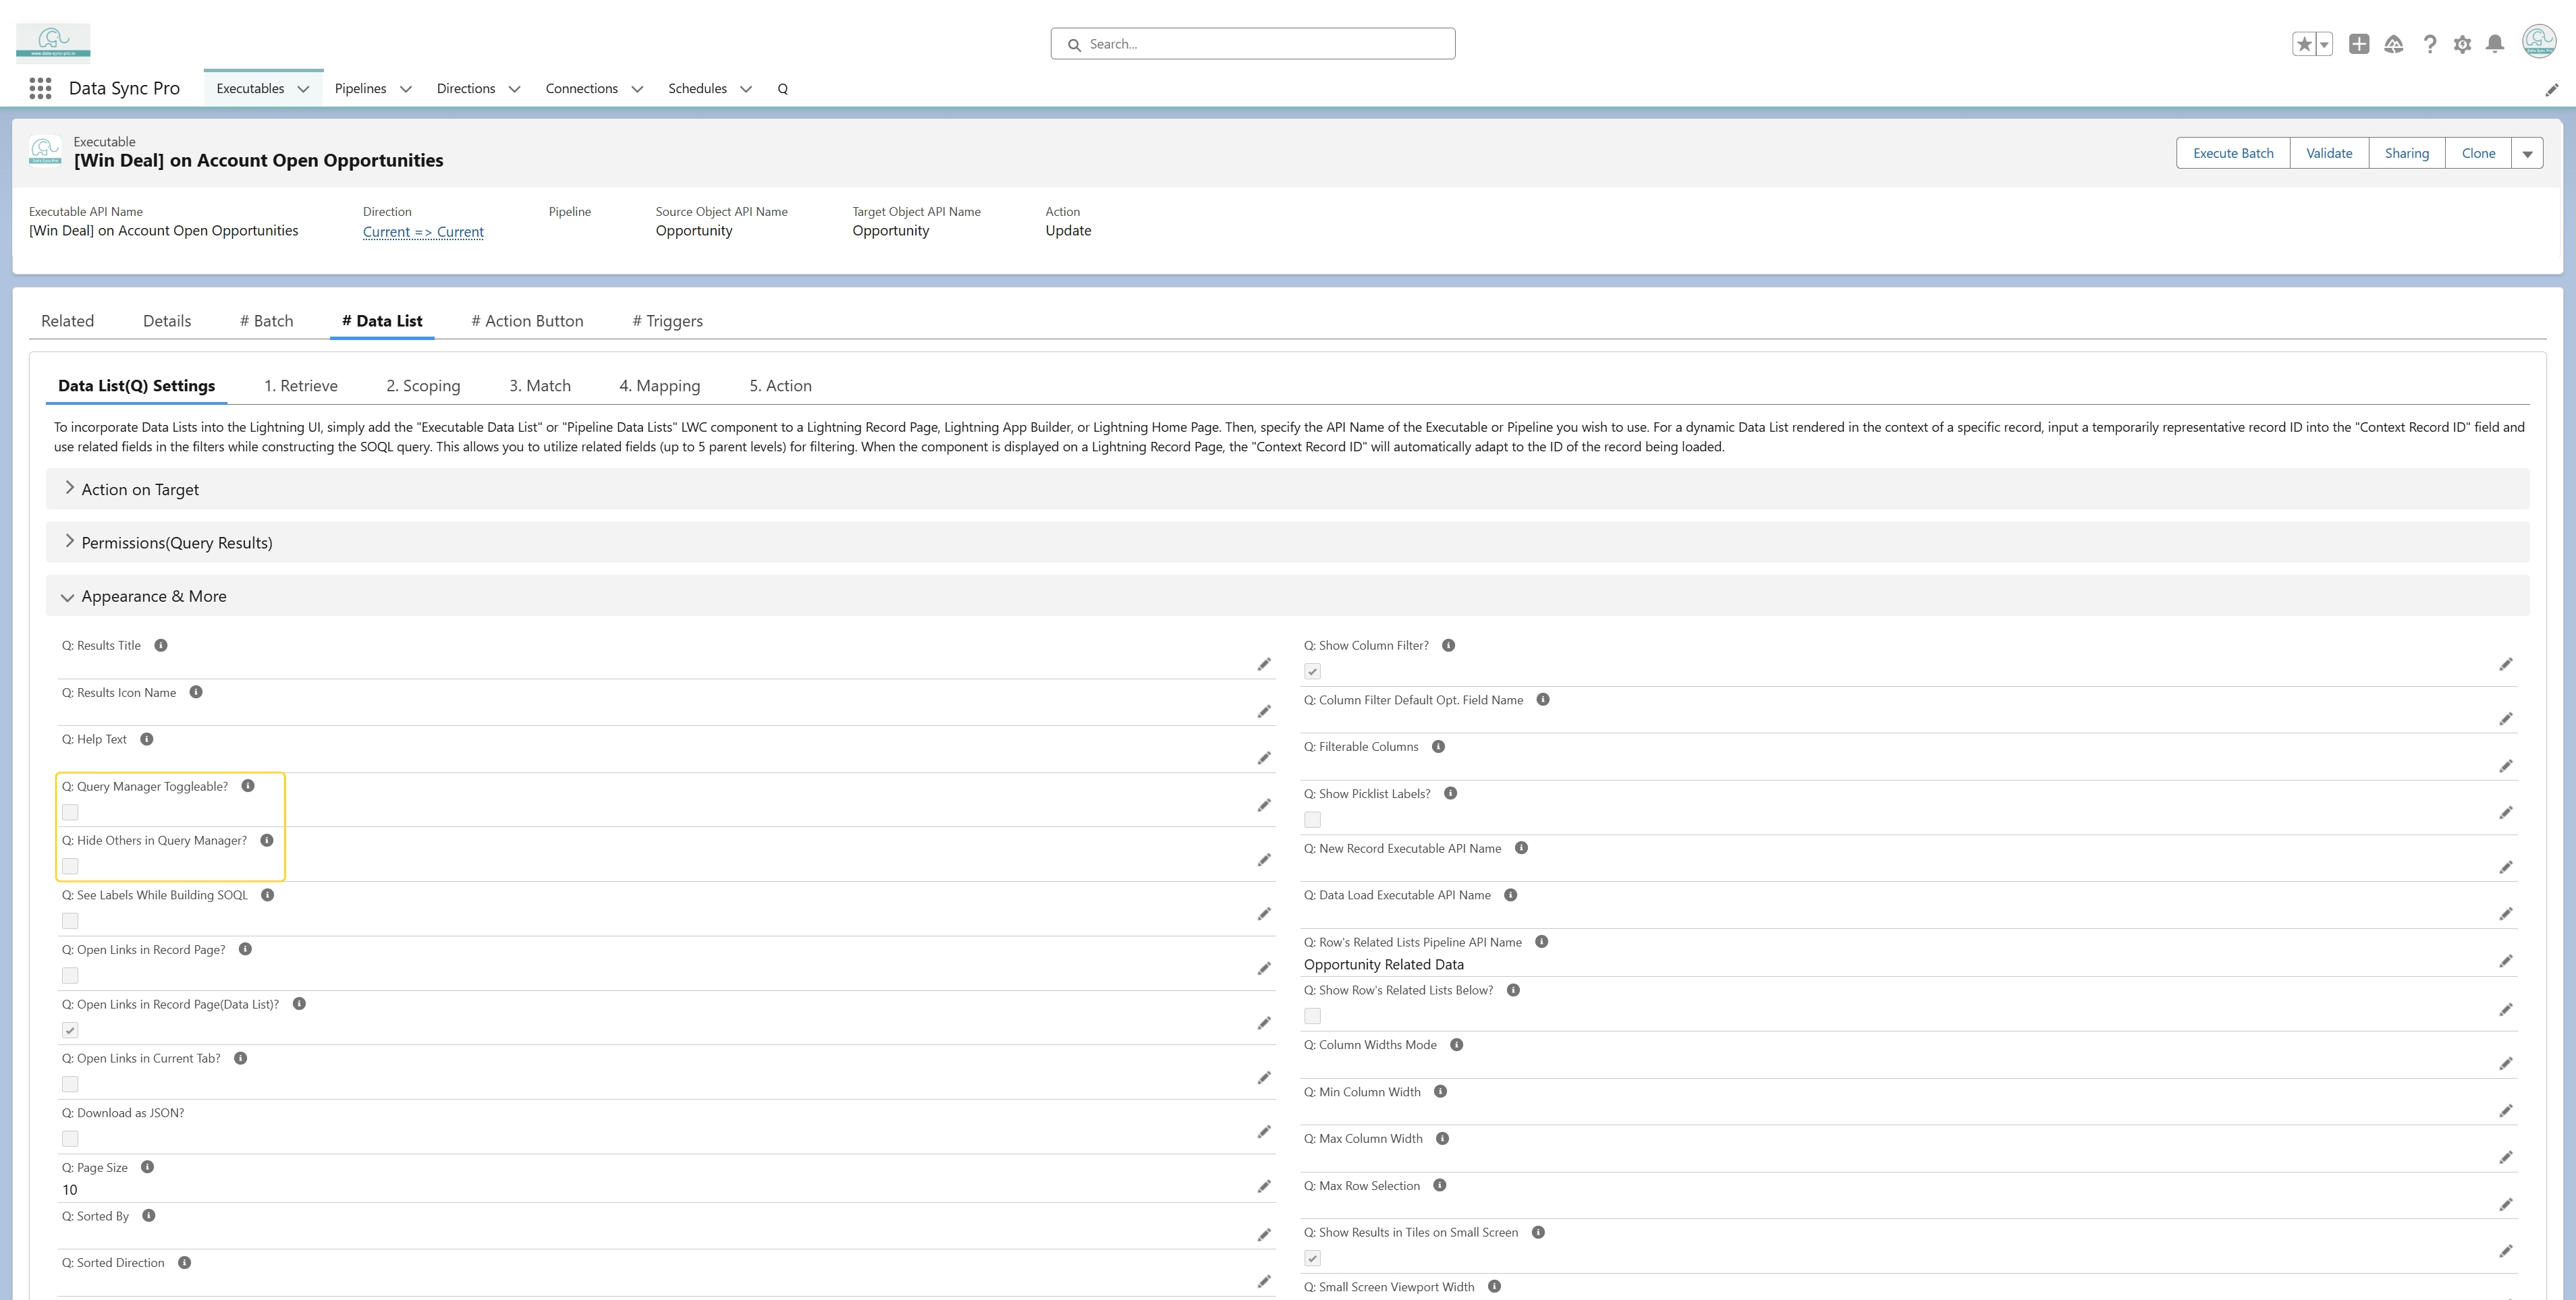 www.data-sync-pro.io
Search...
Data Sync Pro
Executables
Pipelines
Directions
Connections
Schedules
Q
Executable
[Win Deal] on Account Open Opportunities
Execute Batch
Validate
Sharing
Clone
Executable API Name
[Win Deal] on Account Open Opportunities
Direction
Current => Current
Pipeline
Source Object API Name
Opportunity
Target Object API Name
Opportunity
Action
Update
Related
Details
# Batch
# Data List
# Action Button
# Triggers
Data List(Q) Settings
1. Retrieve
2. Scoping
3. Match
4. Mapping
5. Action
To incorporate Data Lists into the Lightning UI, simply add the "Executable Data List" or "Pipeline Data Lists" LWC component to a Lightning Record Page, Lightning App Builder, or Lightning Home Page. Then, specify the API Name of the Executable or Pipeline you wish to use. For a dynamic Data List rendered in the context of a specific record, input a temporarily representative record ID into the "Context Record ID" field and
use related fields in the filters while constructing the SOQL query. This allows you to utilize related fields (up to 5 parent levels) for filtering. When the component is displayed on a Lightning Record Page, the "Context Record ID" will automatically adapt to the ID of the record being loaded.
Action on Target
Permissions(Query Results)
Appearance & More
Q: Results Title
Q: Results Icon Name
Q: Help Text
Q: Query Manager Toggleable?
Q: Hide Others in Query Manager?
Q: See Labels While Building SOQL
Q: Open Links in Record Page?
Q: Open Links in Record Page(Data List)?
Q: Open Links in Current Tab?
Q: Download as JSON?
Q: Page Size
10
Q: Sorted By
Q: Sorted Direction
Q: Show Column Filter?
Q: Column Filter Default Opt. Field Name
Q: Filterable Columns
Q: Show Picklist Labels?
Q: New Record Executable API Name
Q: Data Load Executable API Name
Q: Row's Related Lists Pipeline API Name
Opportunity Related Data
Q: Show Row's Related Lists Below?
Q: Column Widths Mode
Q: Min Column Width
Q: Max Column Width
Q: Max Row Selection
Q: Show Results in Tiles on Small Screen
Q: Small Screen Viewport Width